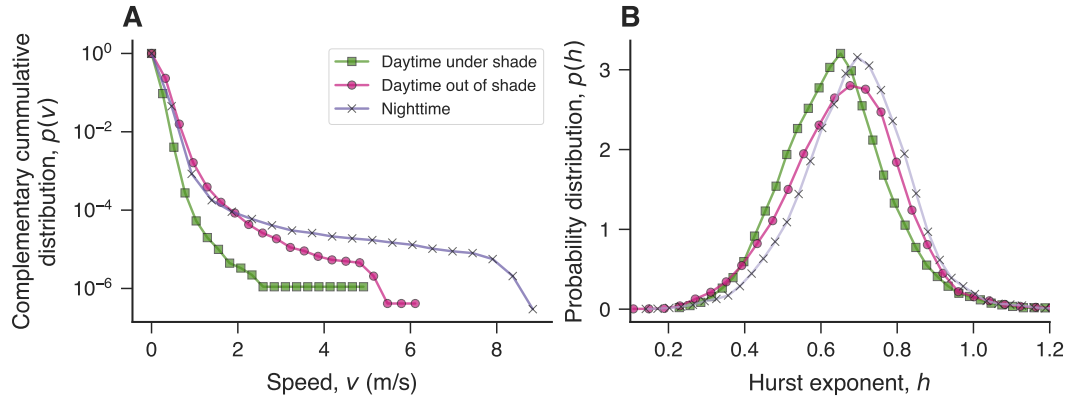 A
B
Complementary cummulative
distribution, p(v)
10⁰
10⁻²
10⁻⁴
10⁻⁶
Daytime under shade
Daytime out of shade
Nighttime
0 2 4 6 8
Speed, v (m/s)
Probability distribution, p(h)
3
2
1
0
0.2 0.4 0.6 0.8 1.0 1.2
Hurst exponent, h